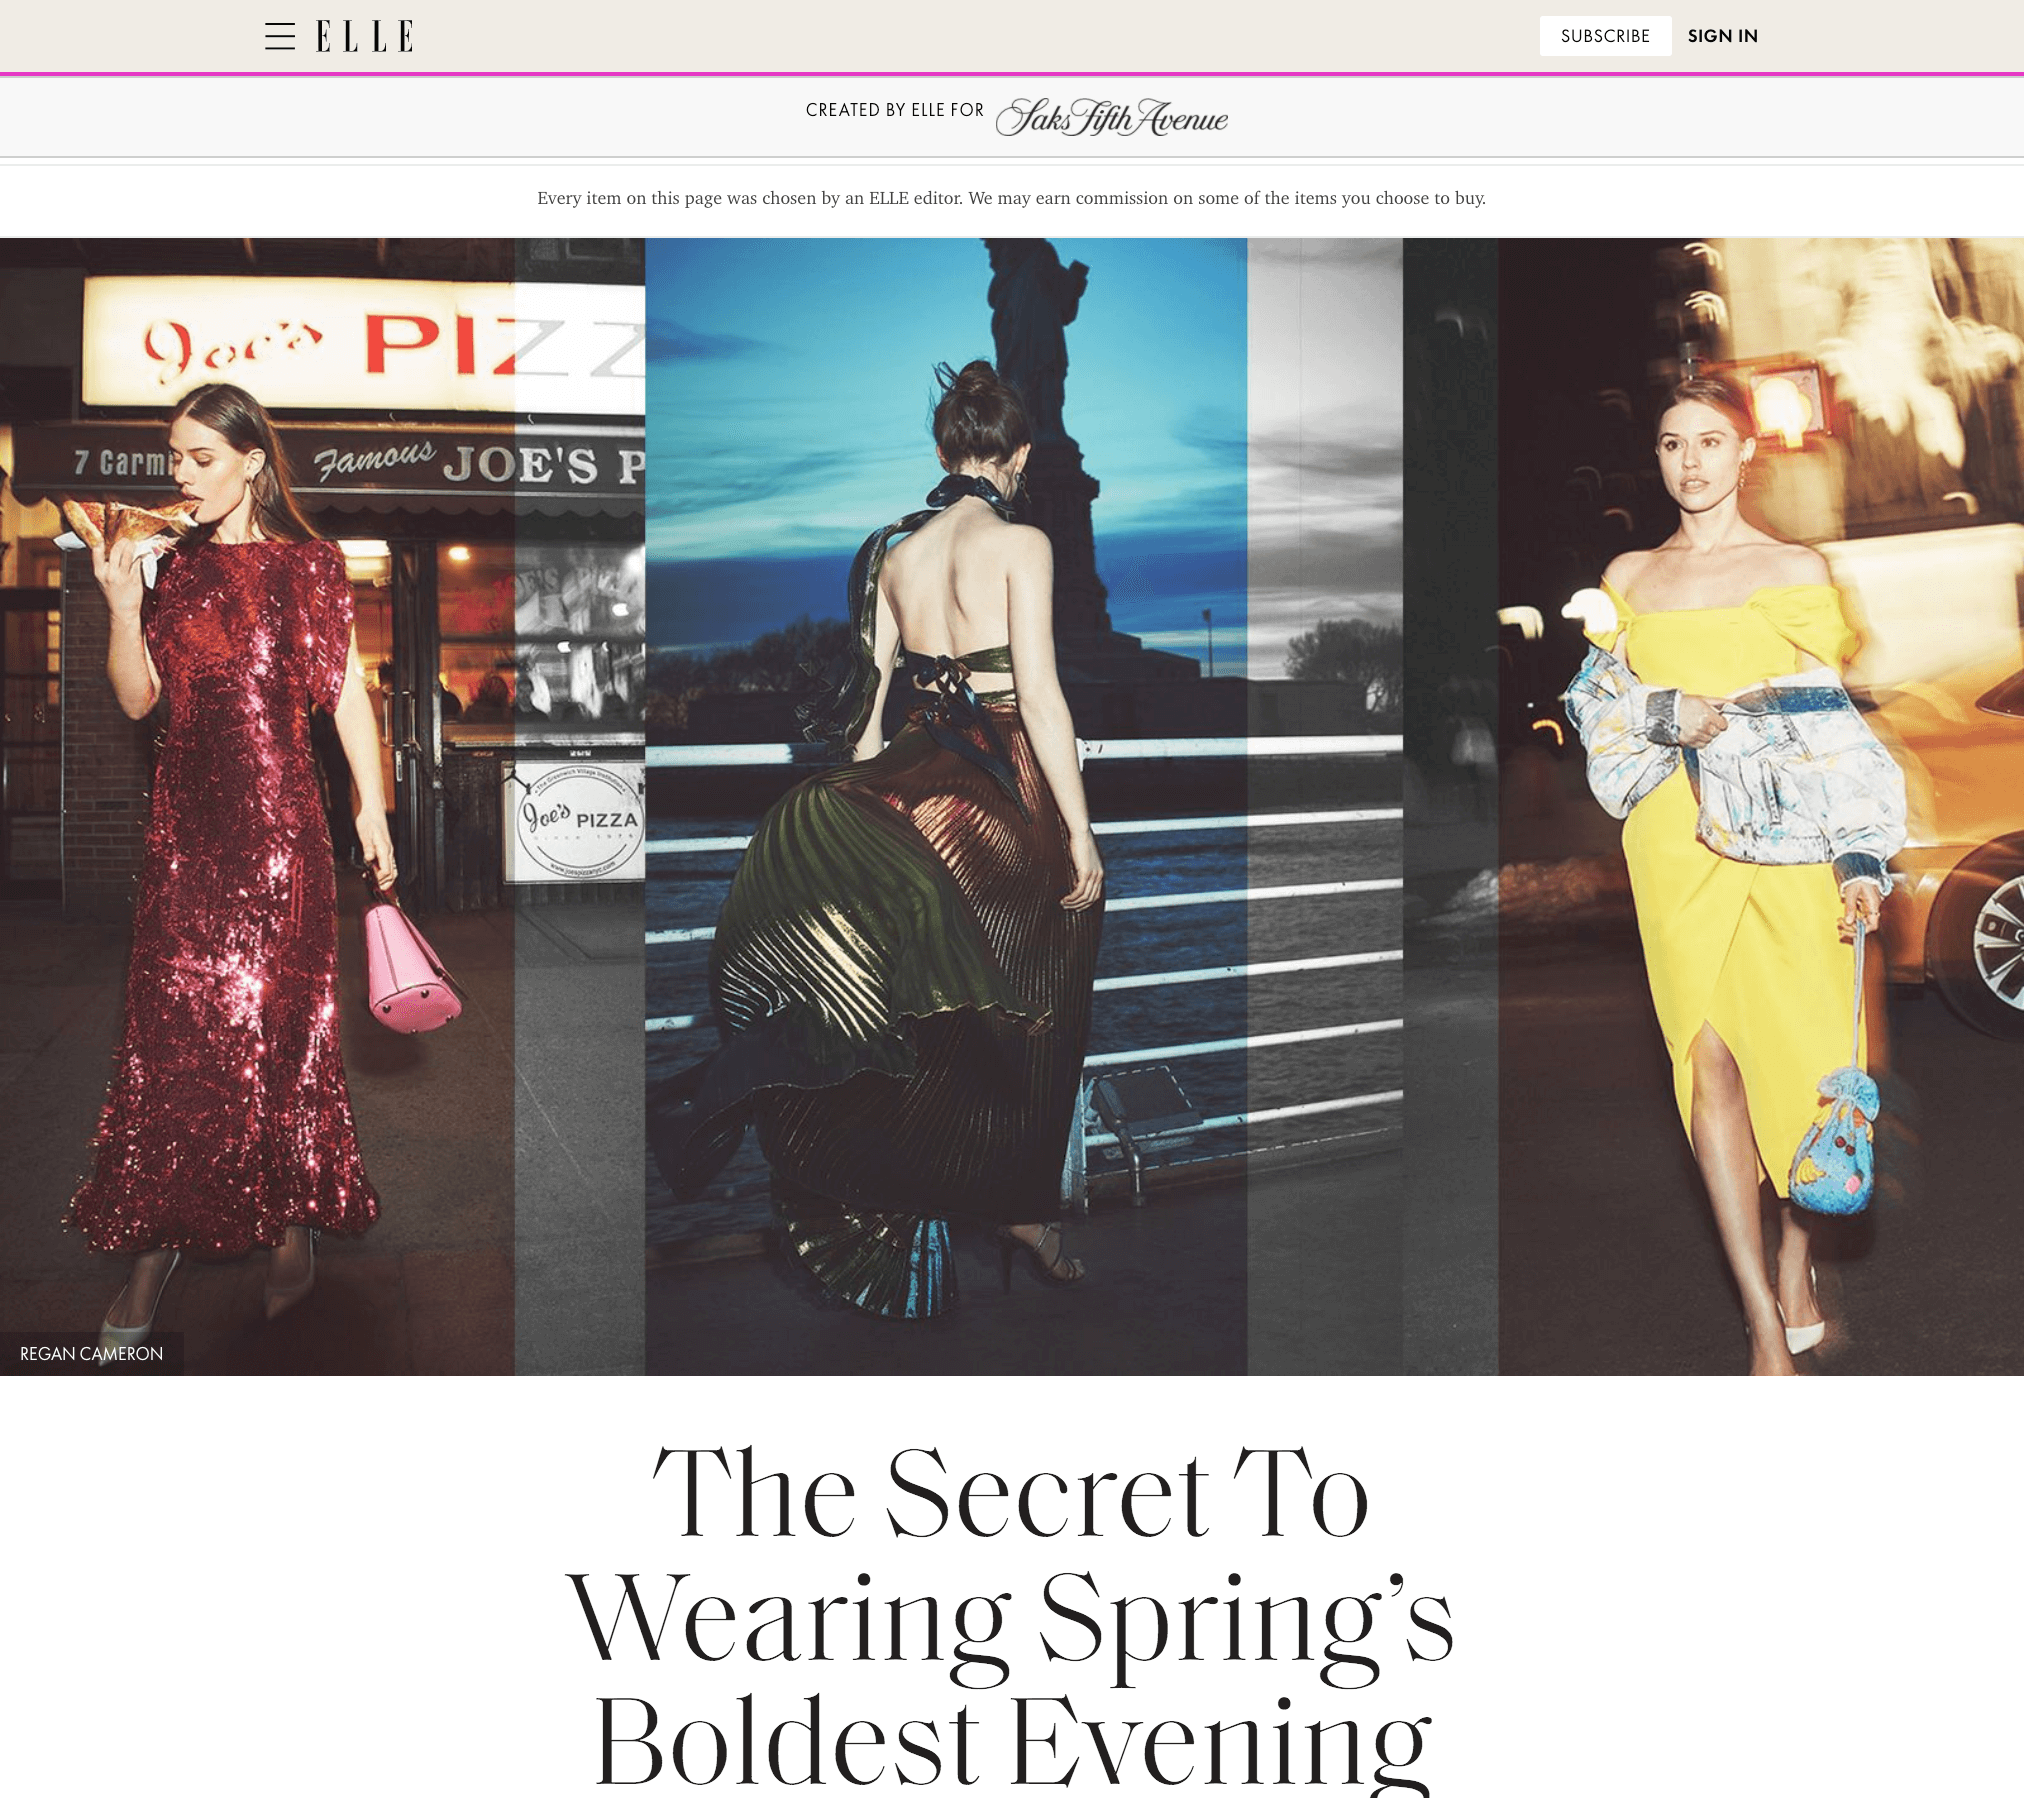 ELLE
SUBSCRIBE
SIGN IN
CREATED BY ELLE FOR
Saks Fifth Avenue
Every item on this page was chosen by an ELLE editor. We may earn commission on some of the items you choose to buy.
Joe's PIZZ
7 Carmi
Famous JOE'S P
Joe's PIZZA
REGAN CAMERON
The Secret To
Wearing Spring’s
Boldest Evening